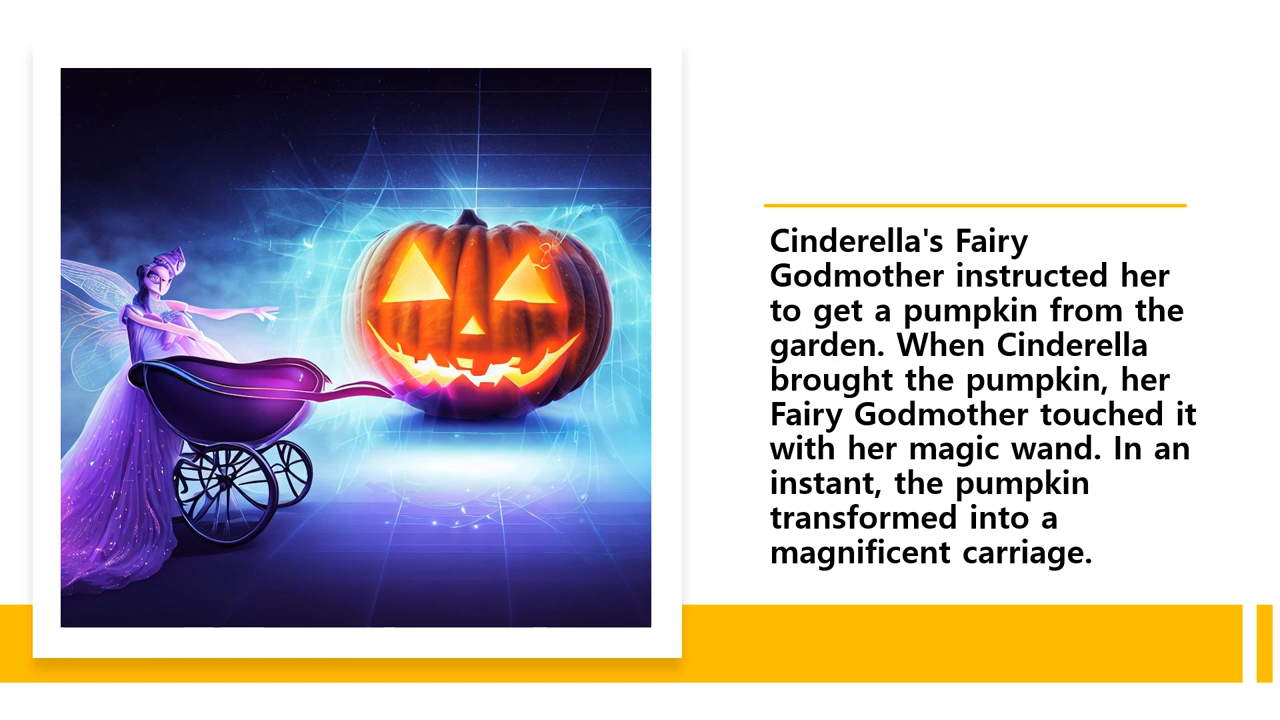 Cinderella's Fairy
Godmother instructed her
to get a pumpkin from the
garden. When Cinderella
brought the pumpkin, her
Fairy Godmother touched it
with her magic wand. In an
instant, the pumpkin
transformed into a
magnificent carriage.